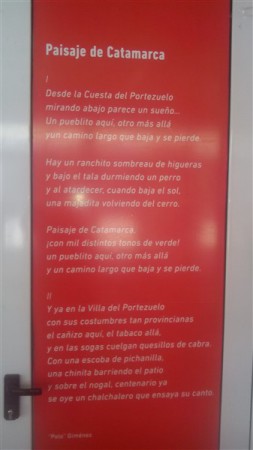 Paisaje de Catamarca
I
Desde la Cuesta del Portezuelo
mirando abajo parece un sueño...
Un pueblito aquí, otro más allá
yun camino largo que baja y se pierde.
Hay un ranchito sombreau de higueras
y bajo el tala durmiendo un perro
y al atardecer, cuando baja el sol,
una majadita volviendo del cerro.
Paisaje de Catamarca.
¡con mil distintos tonos de verde!
un pueblito aquí, otro más allá
y un camino largo que baja y se pierde.
II
Y ya en la Villa del Portezuelo
con sus costumbres tan provincianas
el cañizo aquí, el tabaco allá,
y en las sogas cuelgan quesillos de cabra.
Con una escoba de pichanilla,
una chinita barriendo el patio
y sobre el nogal, centenario ya
se oye un chalchalero que ensaya su canto.
'Polo' Giménez